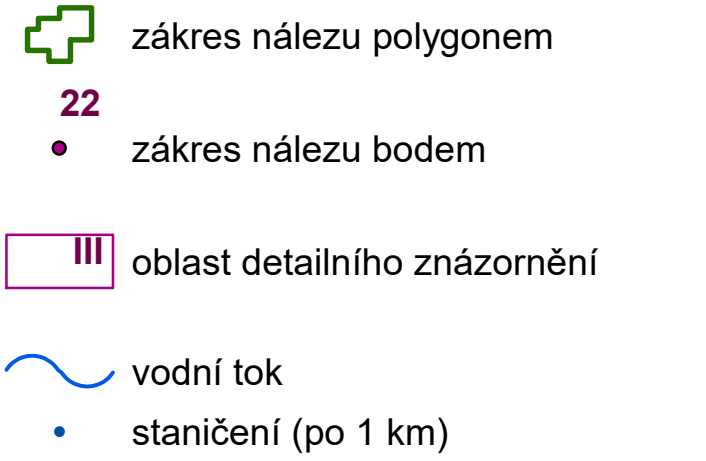 zákres nálezu polygonem
22
zákres nálezu bodem
III
oblast detailního znázornění
vodní tok
staničení (po 1 km)